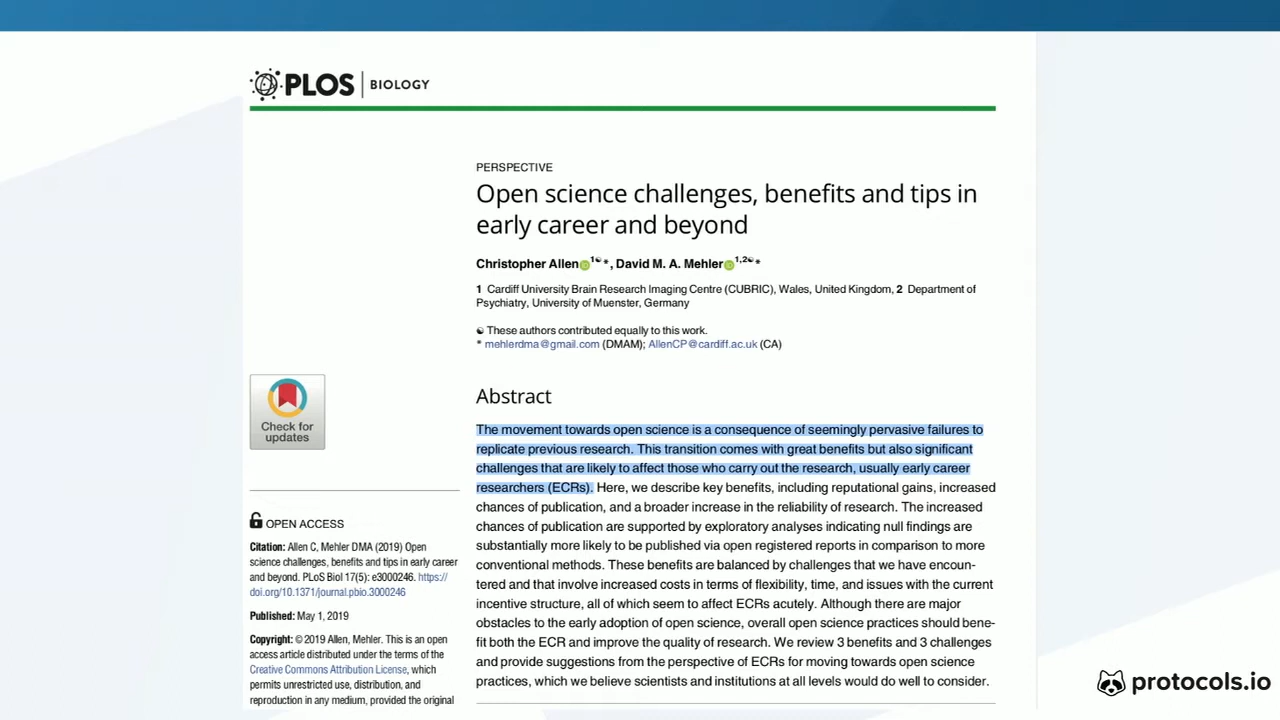 PLOS | BIOLOGY
PERSPECTIVE
Open science challenges, benefits and tips in
early career and beyond
Christopher Allen 1☯*, David M. A. Mehler 1,2☯*
1 Cardiff University Brain Research Imaging Centre (CUBRIC), Wales, United Kingdom, 2 Department of
Psychiatry, University of Muenster, Germany
☯ These authors contributed equally to this work.
* mehlerdma@gmail.com (DMAM); AllenCP@cardiff.ac.uk (CA)
Check for
updates
Abstract
The movement towards open science is a consequence of seemingly pervasive failures to
replicate previous research. This transition comes with great benefits but also significant
challenges that are likely to affect those who carry out the research, usually early career
researchers (ECRs). Here, we describe key benefits, including reputational gains, increased
chances of publication, and a broader increase in the reliability of research. The increased
chances of publication are supported by exploratory analyses indicating null findings are
substantially more likely to be published via open registered reports in comparison to more
conventional methods. These benefits are balanced by challenges that we have encoun-
tered and that involve increased costs in terms of flexibility, time, and issues with the current
incentive structure, all of which seem to affect ECRs acutely. Although there are major
obstacles to the early adoption of open science, overall open science practices should bene-
fit both the ECR and improve the quality of research. We review 3 benefits and 3 challenges
and provide suggestions from the perspective of ECRs for moving towards open science
practices, which we believe scientists and institutions at all levels would do well to consider.
OPEN ACCESS
Citation: Allen C, Mehler DMA (2019) Open
science challenges, benefits and tips in early career
and beyond. PLoS Biol 17(5): e3000246. https://
doi.org/10.1371/journal.pbio.3000246
Published: May 1, 2019
Copyright: © 2019 Allen, Mehler. This is an open
access article distributed under the terms of the
Creative Commons Attribution License, which
permits unrestricted use, distribution, and
reproduction in any medium, provided the original
protocols.io